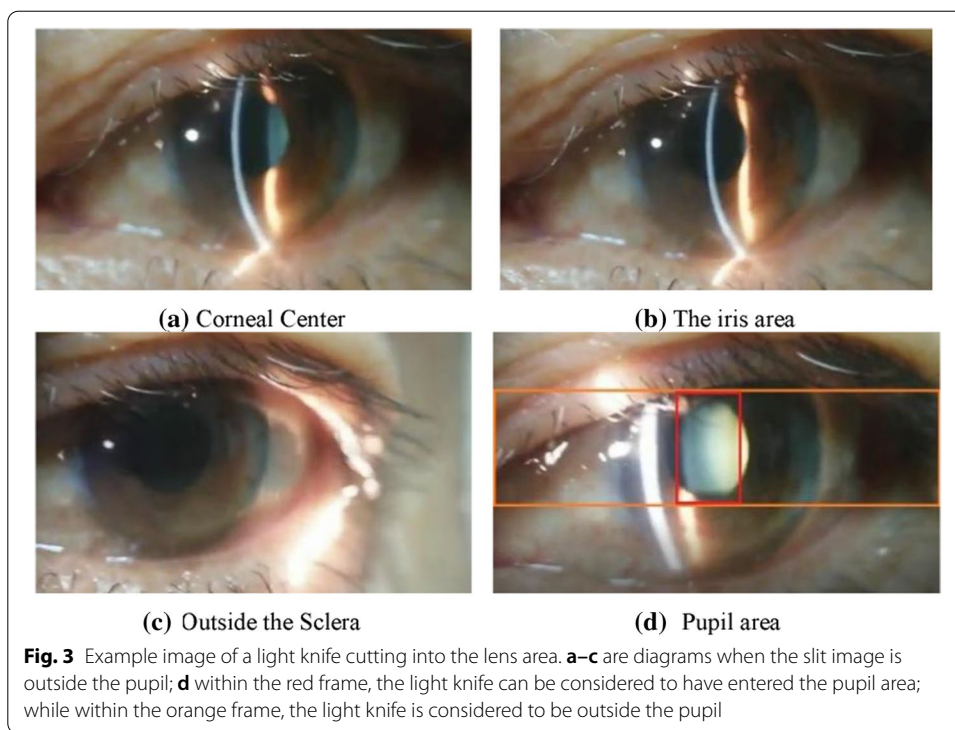 (a) Corneal Center
(b) The iris area
(c) Outside the Sclera
(d) Pupil area
Fig. 3 Example image of a light knife cutting into the lens area. a–c are diagrams when the slit image is
outside the pupil; d within the red frame, the light knife can be considered to have entered the pupil area;
while within the orange frame, the light knife is considered to be outside the pupil